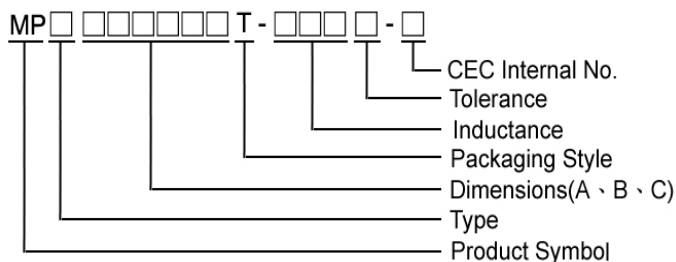 MP□ □□□□□□ T - □□□ □ - □
CEC Internal No.
Tolerance
Inductance
Packaging Style
Dimensions(A、B、C)
Type
Product Symbol